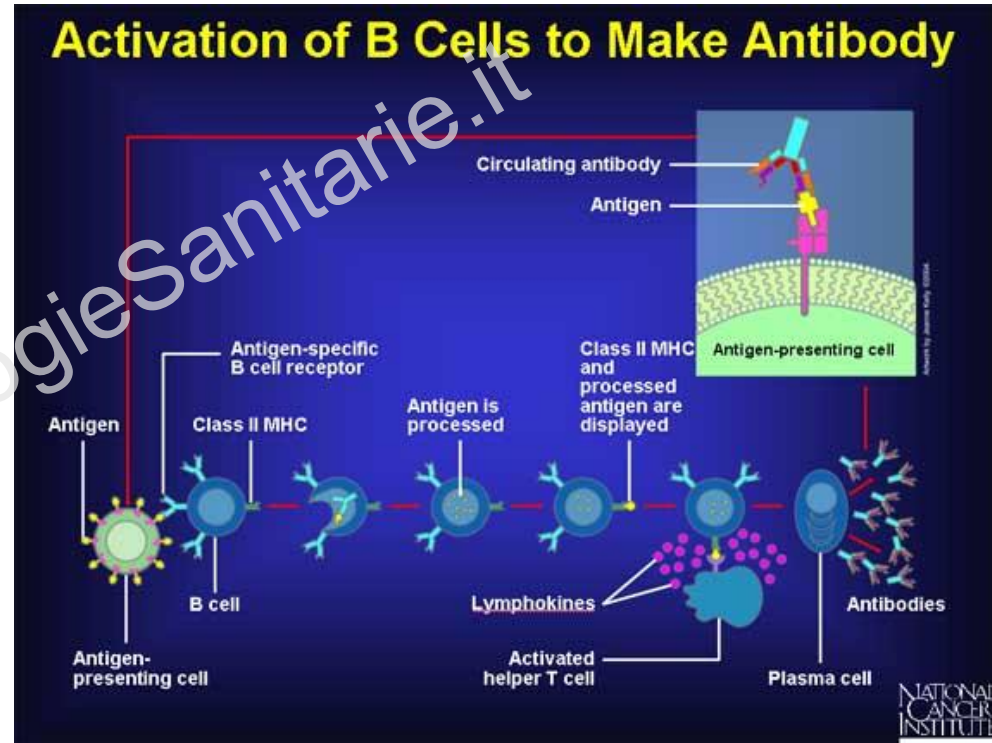 Activation of B Cells to Make Antibody
ogieSanitarie.it
Circulating antibody
Antigen
Antigen-presenting cell
Antigen-specific
B cell receptor
Class II MHC
and
processed
antigen are
displayed
Antigen is
processed
Antigen
Class II MHC
B cell
Lymphokines
Antibodies
Antigen-
presenting cell
Activated
helper T cell
Plasma cell
NATIONAL
CANCER
INSTITUTE